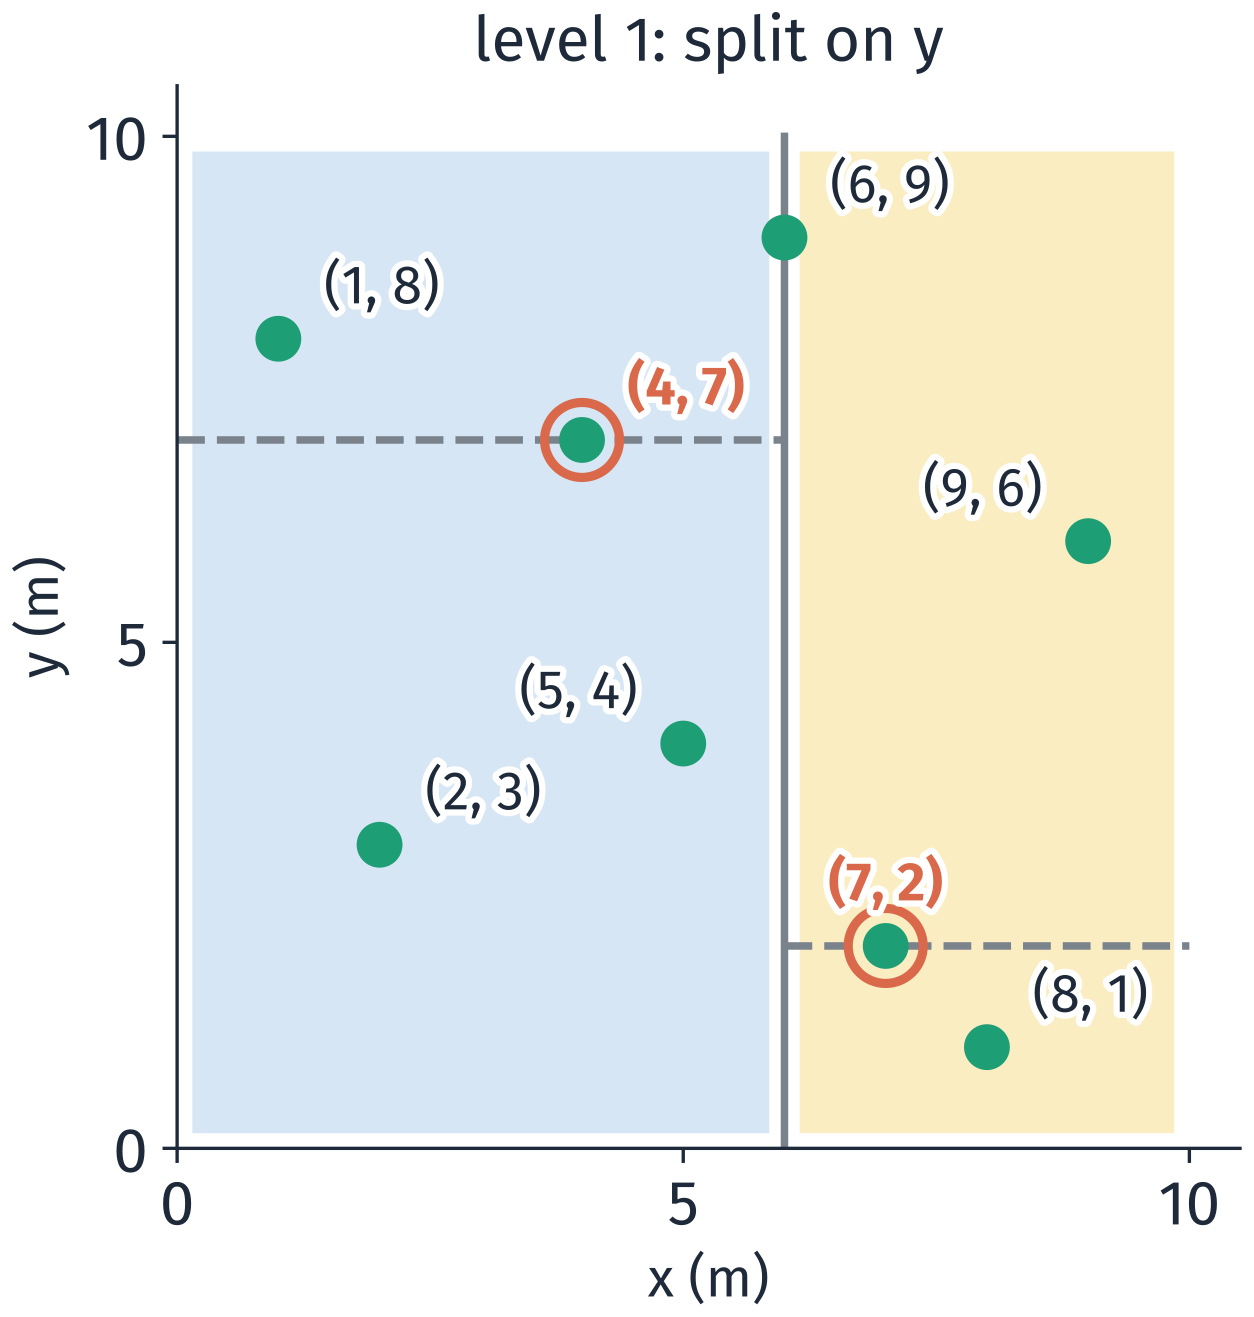 level 1: split on y
10
(6, 9)
(1, 8)
(4, 7)
(9, 6)
y (m)
5
(5, 4)
(2, 3)
(7, 2)
(8, 1)
0
0 5 10
x (m)